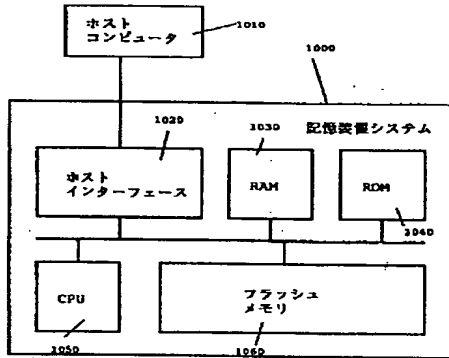 ホスト
コンピュータ
1010
1000
記憶装置システム
1020
ホスト
インターフェース
1030
RAM
ROM
1040
CPU
1050
フラッシュ
メモリ
1060